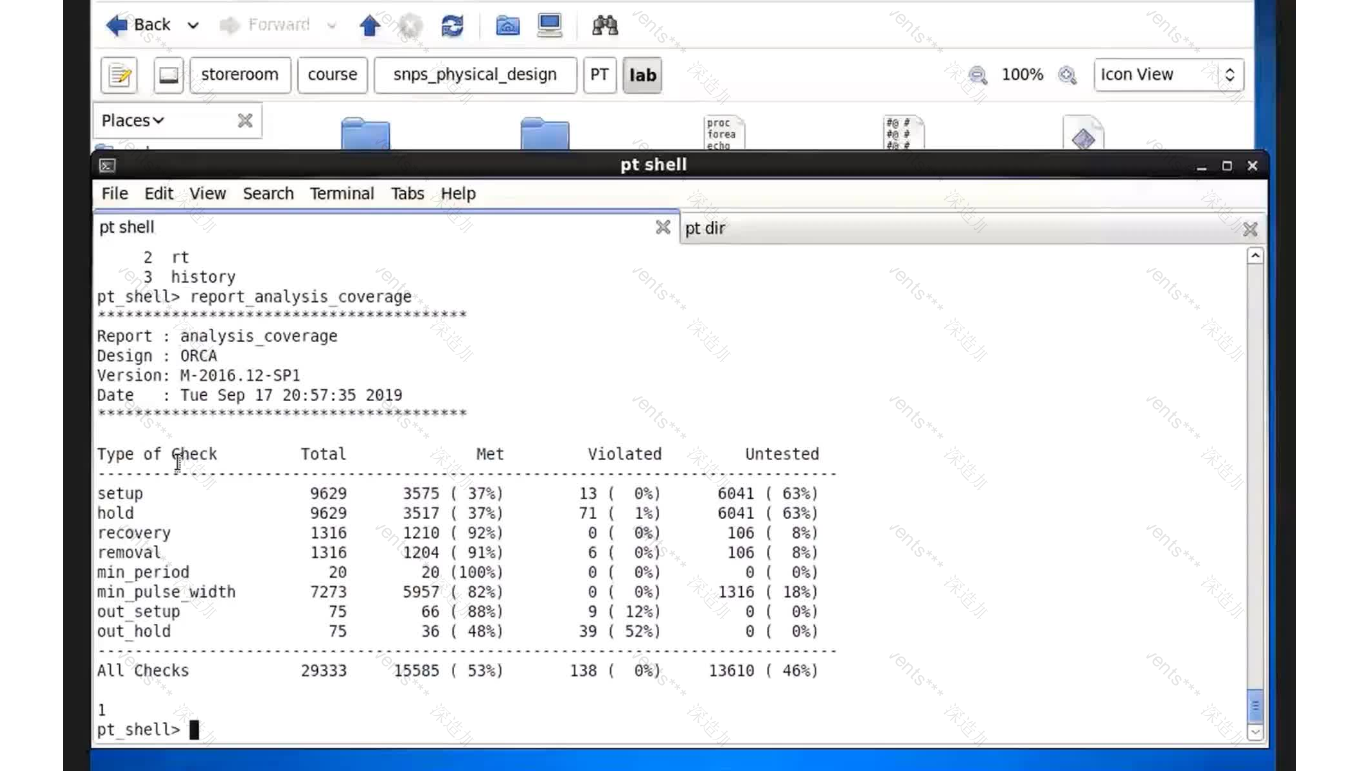 Back Forward
storeroom course snps_physical_design PT lab 100% Icon View
Places
proc
forea
echo
#@ #
#@ #
#@ #
pt shell
File Edit View Search Terminal Tabs Help
pt shell pt dir
2 rt
3 history
pt_shell> report_analysis_coverage
****************************************
Report : analysis_coverage
Design : ORCA
Version: M-2016.12-SP1
Date : Tue Sep 17 20:57:35 2019
****************************************
Type of Check Total Met Violated Untested
--------------------------------------------------------------------------------
setup 9629 3575 ( 37%) 13 ( 0%) 6041 ( 63%)
hold 9629 3517 ( 37%) 71 ( 1%) 6041 ( 63%)
recovery 1316 1210 ( 92%) 0 ( 0%) 106 ( 8%)
removal 1316 1204 ( 91%) 6 ( 0%) 106 ( 8%)
min_period 20 20 (100%) 0 ( 0%) 0 ( 0%)
min_pulse_width 7273 5957 ( 82%) 0 ( 0%) 1316 ( 18%)
out_setup 75 66 ( 88%) 9 ( 12%) 0 ( 0%)
out_hold 75 36 ( 48%) 39 ( 52%) 0 ( 0%)
--------------------------------------------------------------------------------
All Checks 29333 15585 ( 53%) 138 ( 0%) 13610 ( 46%)
1
pt_shell>